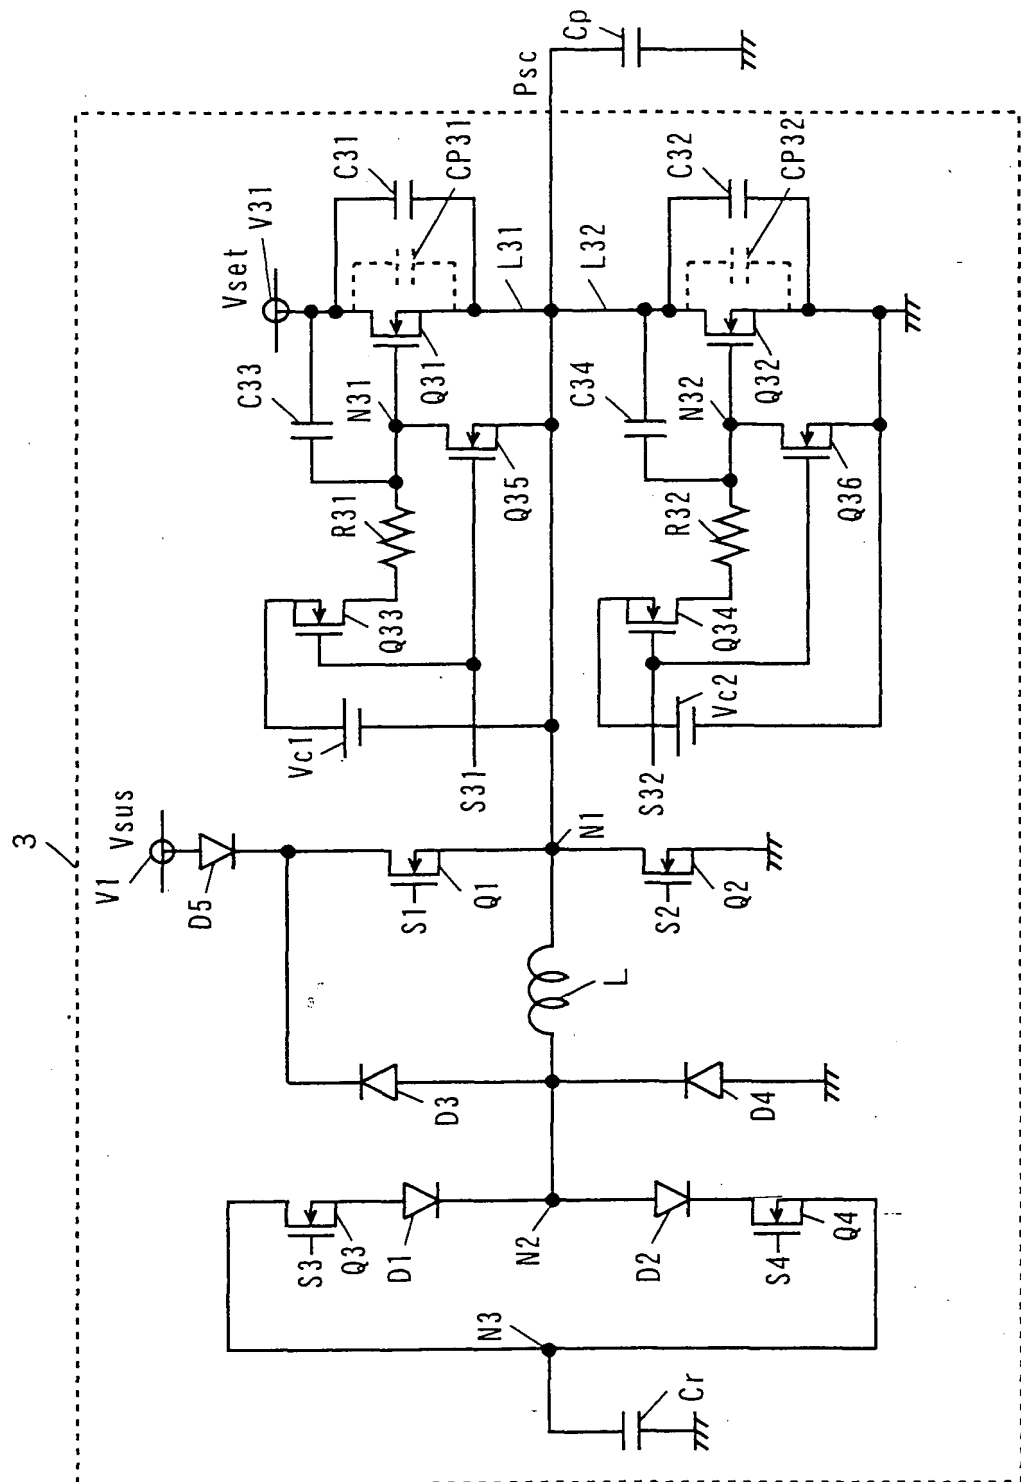 3
V1
Vsus
D5
Vset
V31
C33
C31
CP31
N31
Q31
L31
Psc
Cp
R31
Q33
Q35
Vc1
S31
S1
Q1
N1
D3
L
S3
Q3
D1
N2
N3
Cr
D2
S4
Q4
D4
S2
Q2
S32
Vc2
Q34
R32
C34
N32
Q32
Q36
L32
C32
CP32